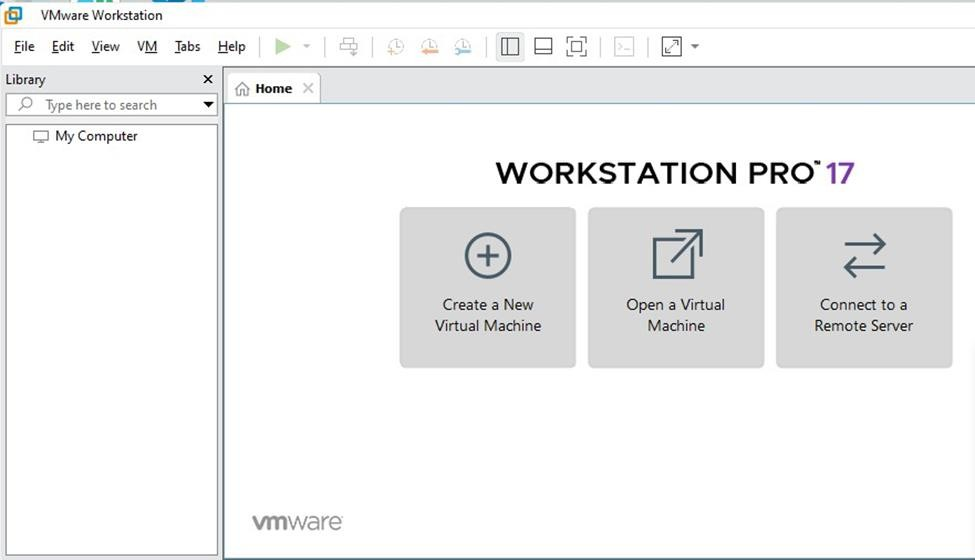 VMware Workstation
File Edit View VM Tabs Help
Library
Type here to search
My Computer
Home
WORKSTATION PRO™ 17
Create a New
Virtual Machine
Open a Virtual
Machine
Connect to a
Remote Server
vmware